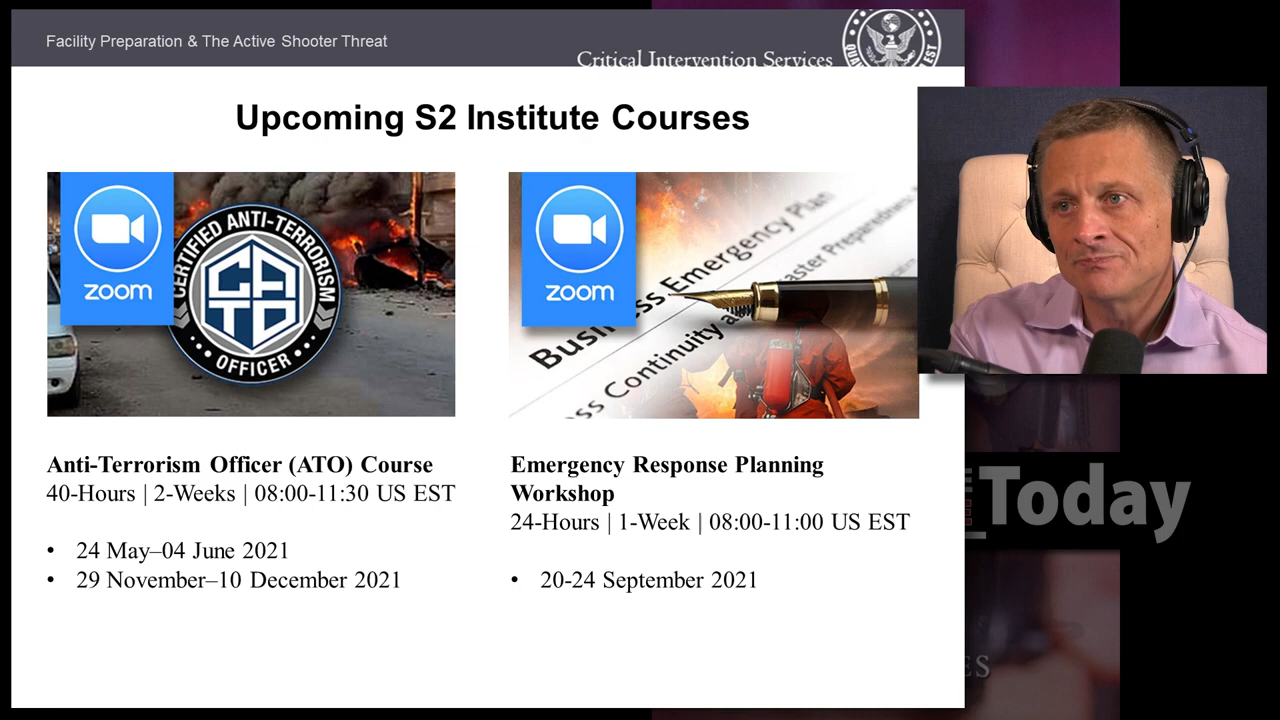 Facility Preparation & The Active Shooter Threat
Critical Intervention Services
Upcoming S2 Institute Courses
zoom
CERTIFIED ANTI-TERRORISM
CATO
OFFICER
zoom
Business Emergency Plan
Continuity
Anti-Terrorism Officer (ATO) Course
40-Hours | 2-Weeks | 08:00-11:30 US EST
• 24 May–04 June 2021
• 29 November–10 December 2021
Emergency Response Planning
Workshop
24-Hours | 1-Week | 08:00-11:00 US EST
• 20-24 September 2021
Today